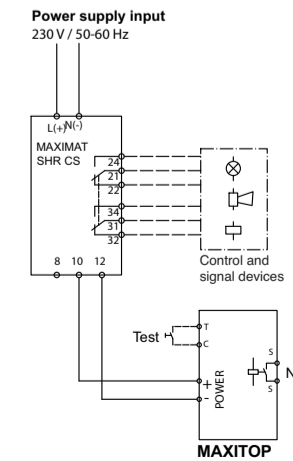 Power supply input
230 V / 50-60 Hz
L(+) N(-)
MAXIMAT
SHR CS
24
21
22
34
31
32
8 10 12
Control and
signal devices
Test
T
C
+
-
POWER
S
S
N
MAXITOP